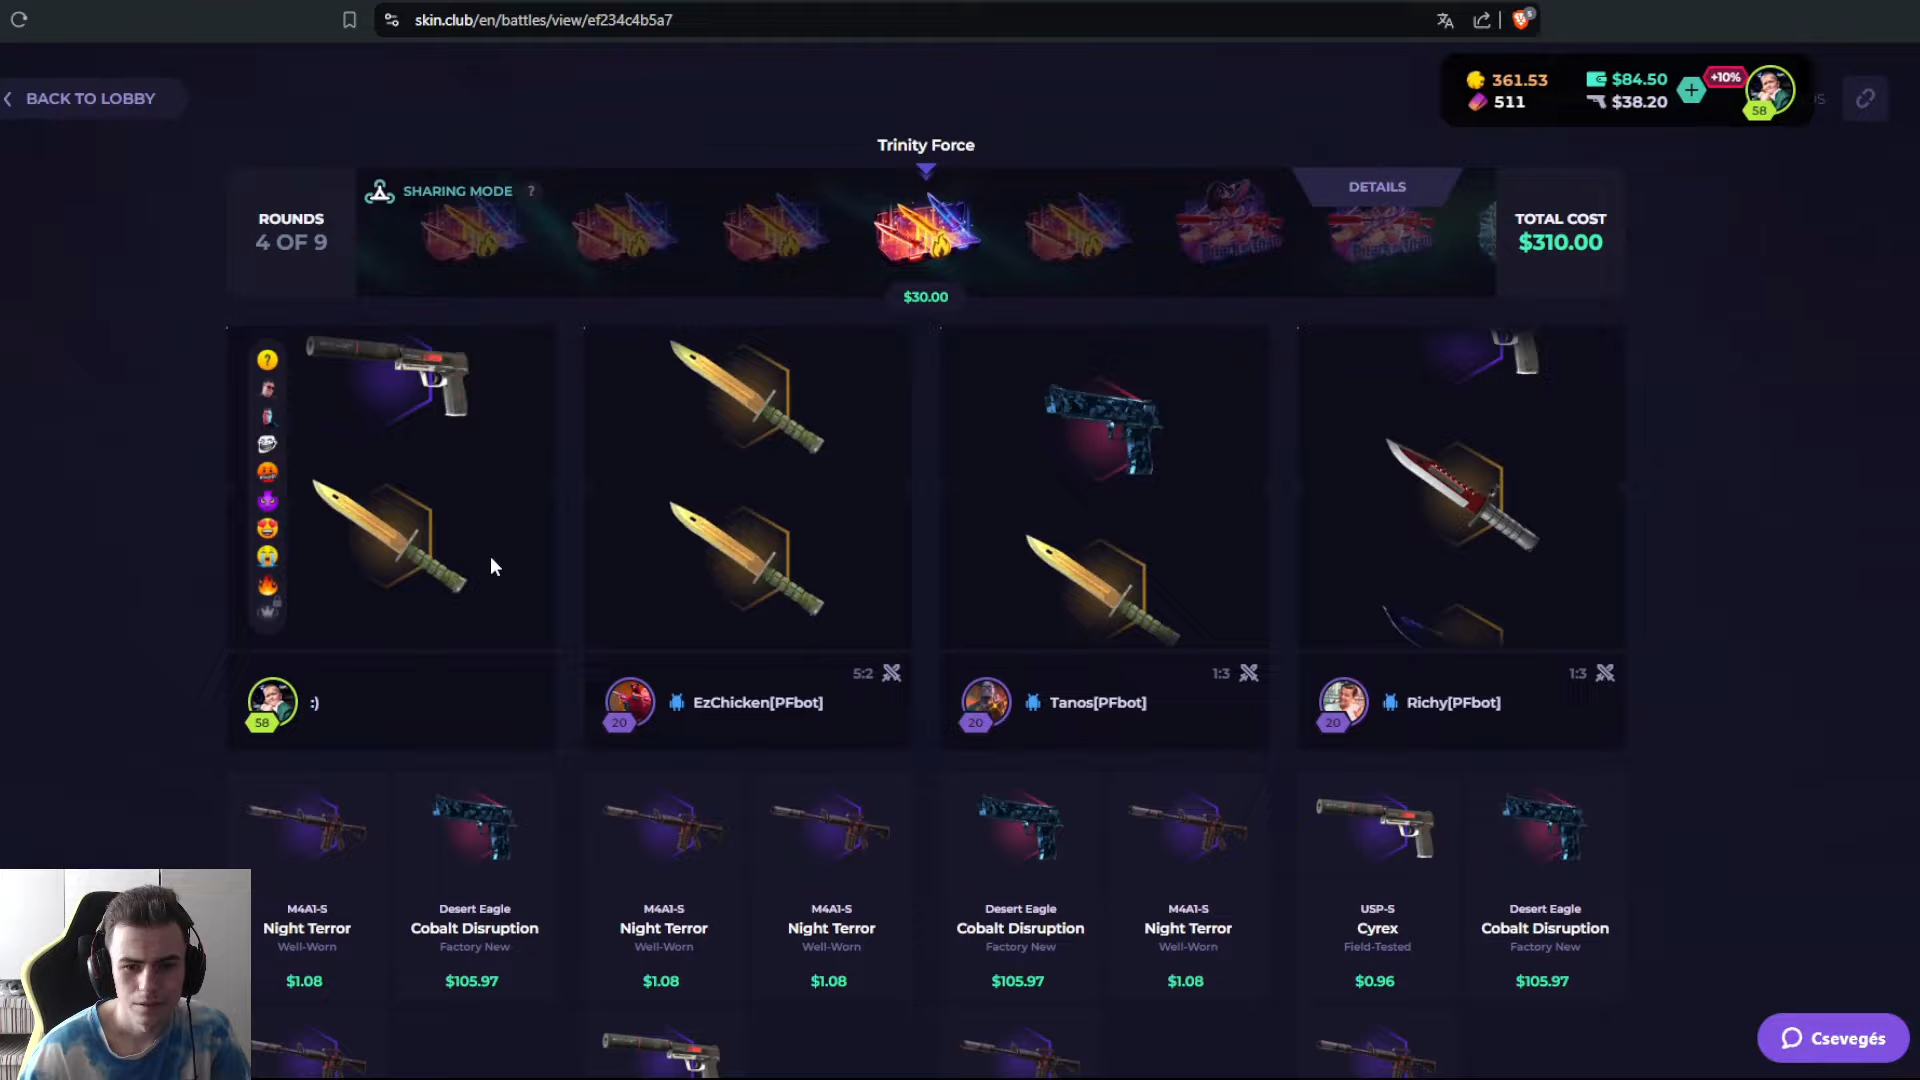 skin.club/en/battles/view/ef234c4b5a7
5
BACK TO LOBBY
361.53
$84.50
+10%
511
$38.20
58
Trinity Force
SHARING MODE ?
DETAILS
ROUNDS
4 OF 9
TOTAL COST
$310.00
$30.00
58
:)
5:2
20
EzChicken[PFbot]
1:3
20
Tanos[PFbot]
1:3
20
Richy[PFbot]
M4A1-S
Night Terror
Well-Worn
$1.08
Desert Eagle
Cobalt Disruption
Factory New
$105.97
M4A1-S
Night Terror
Well-Worn
$1.08
M4A1-S
Night Terror
Well-Worn
$1.08
Desert Eagle
Cobalt Disruption
Factory New
$105.97
M4A1-S
Night Terror
Well-Worn
$1.08
USP-S
Cyrex
Field-Tested
$0.96
Desert Eagle
Cobalt Disruption
Factory New
$105.97
Csevegés